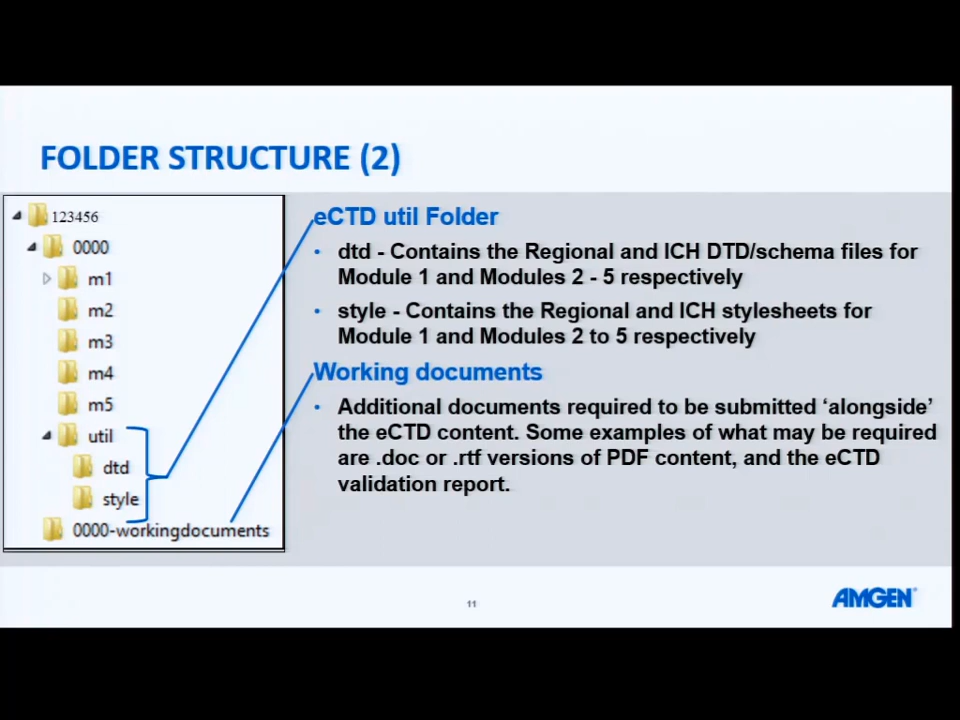 FOLDER STRUCTURE (2)
123456
0000
m1
m2
m3
m4
m5
util
dtd
style
0000-workingdocuments
eCTD util Folder
• dtd - Contains the Regional and ICH DTD/schema files for
Module 1 and Modules 2 - 5 respectively
• style - Contains the Regional and ICH stylesheets for
Module 1 and Modules 2 to 5 respectively
Working documents
• Additional documents required to be submitted ‘alongside’
the eCTD content. Some examples of what may be required
are .doc or .rtf versions of PDF content, and the eCTD
validation report.
11
AMGEN®